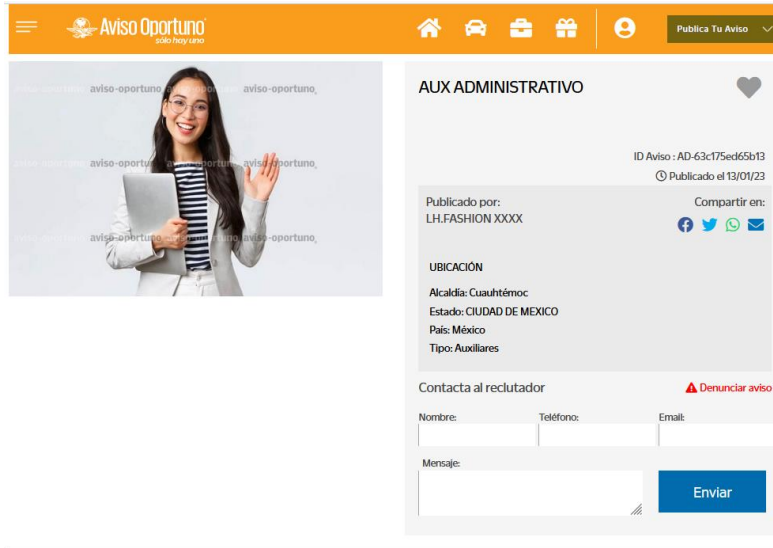 Aviso Oportuno
sólo hay uno
Publica Tu Aviso
aviso-oportuno
aviso-oportuno
aviso-oportuno
aviso-oportuno
aviso-oportuno
aviso-oportuno
AUX ADMINISTRATIVO
ID Aviso : AD-63c175ed65b13
Publicado el 13/01/23
Publicado por:
LH.FASHION XXXX
Compartir en:
UBICACIÓN
Alcaldía: Cuauhtémoc
Estado: CIUDAD DE MEXICO
País: México
Tipo: Auxiliares
Contacta al reclutador
Denunciar aviso
Nombre:
Teléfono:
Email:
Mensaje:
Enviar